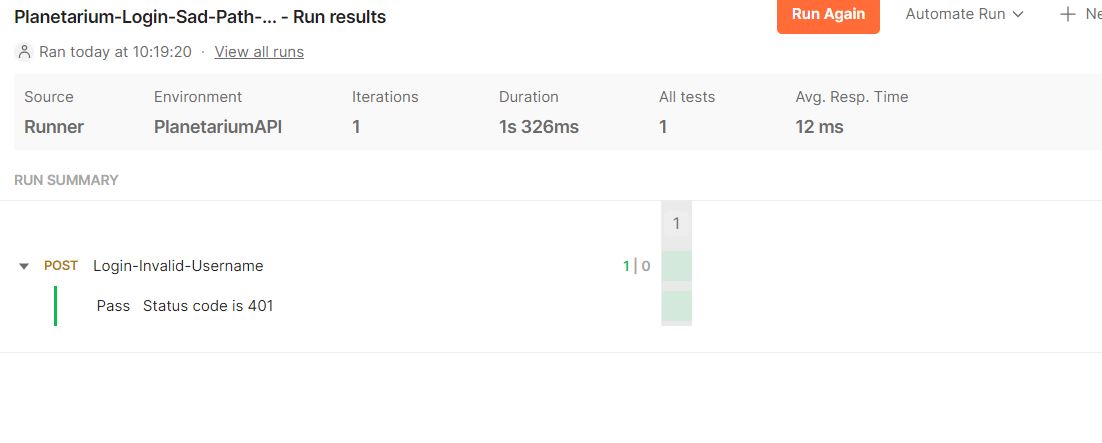 Planetarium-Login-Sad-Path-... - Run results
Run Again
Automate Run
Ran today at 10:19:20 · View all runs
Source Environment Iterations Duration All tests Avg. Resp. Time
Runner PlanetariumAPI 1 1s 326ms 1 12 ms
RUN SUMMARY
1
POST Login-Invalid-Username 1 | 0
Pass Status code is 401